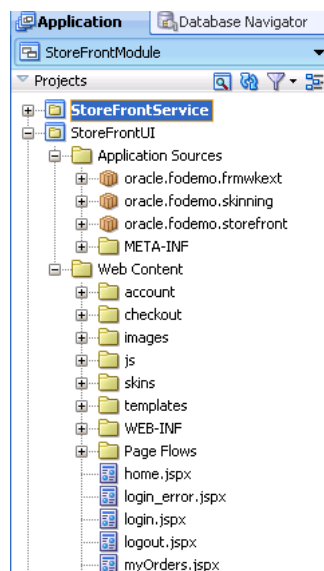 Application
Database Navigator
StoreFrontModule
Projects
StoreFrontService
StoreFrontUI
Application Sources
oracle.fodemo.frmwkext
oracle.fodemo.skinning
oracle.fodemo.storefront
META-INF
Web Content
account
checkout
images
js
skins
templates
WEB-INF
Page Flows
home.jspx
login_error.jspx
login.jspx
logout.jspx
myOrders.jspx